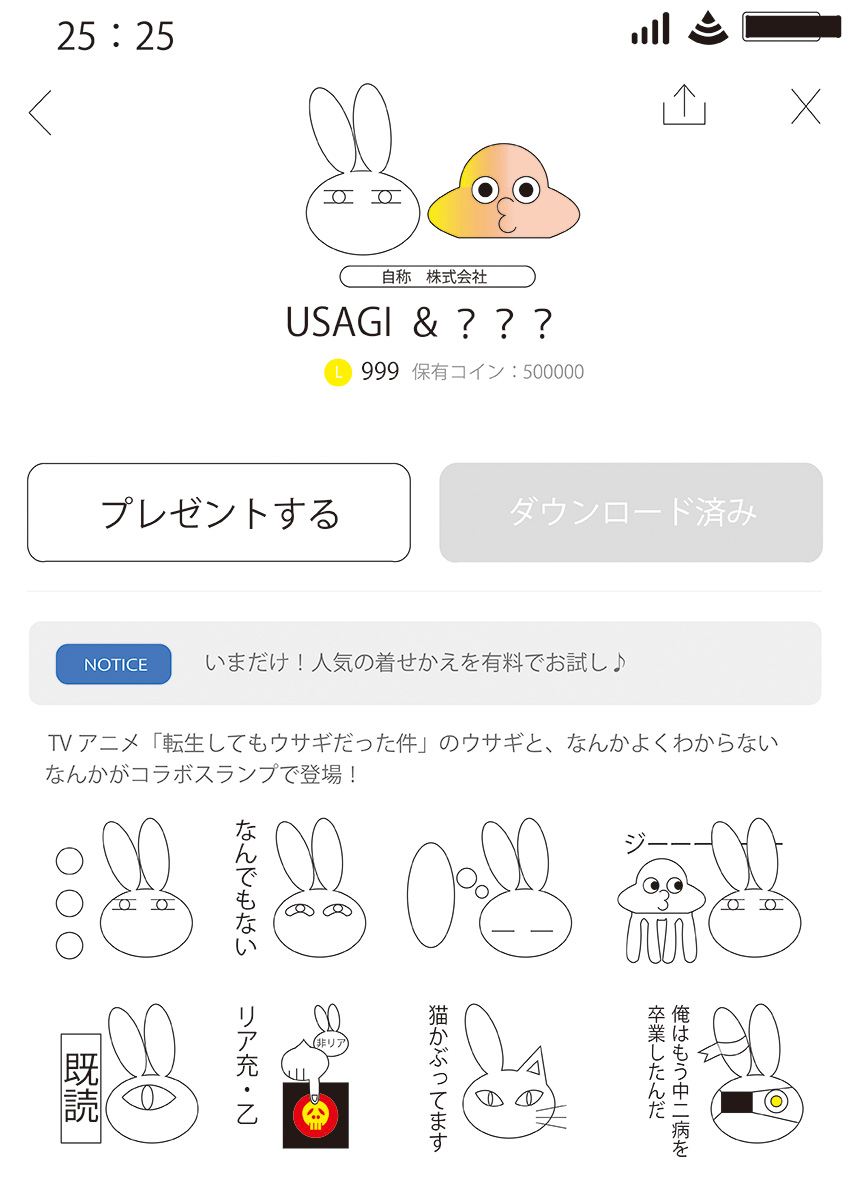 25：25
自称　株式会社
USAGI ＆？？？
L 999 保有コイン：500000
プレゼントする
ダウンロード済み
NOTICE いまだけ！人気の着せかえを有料でお試し♪
TVアニメ「転生してもウサギだった件」のウサギと、なんかよくわからない
なんかがコラボスランプで登場！
なんでもない
ジーーーーー
既読
リア充・乙
非リア
猫かぶってます
俺はもう中二病を
卒業したんだ